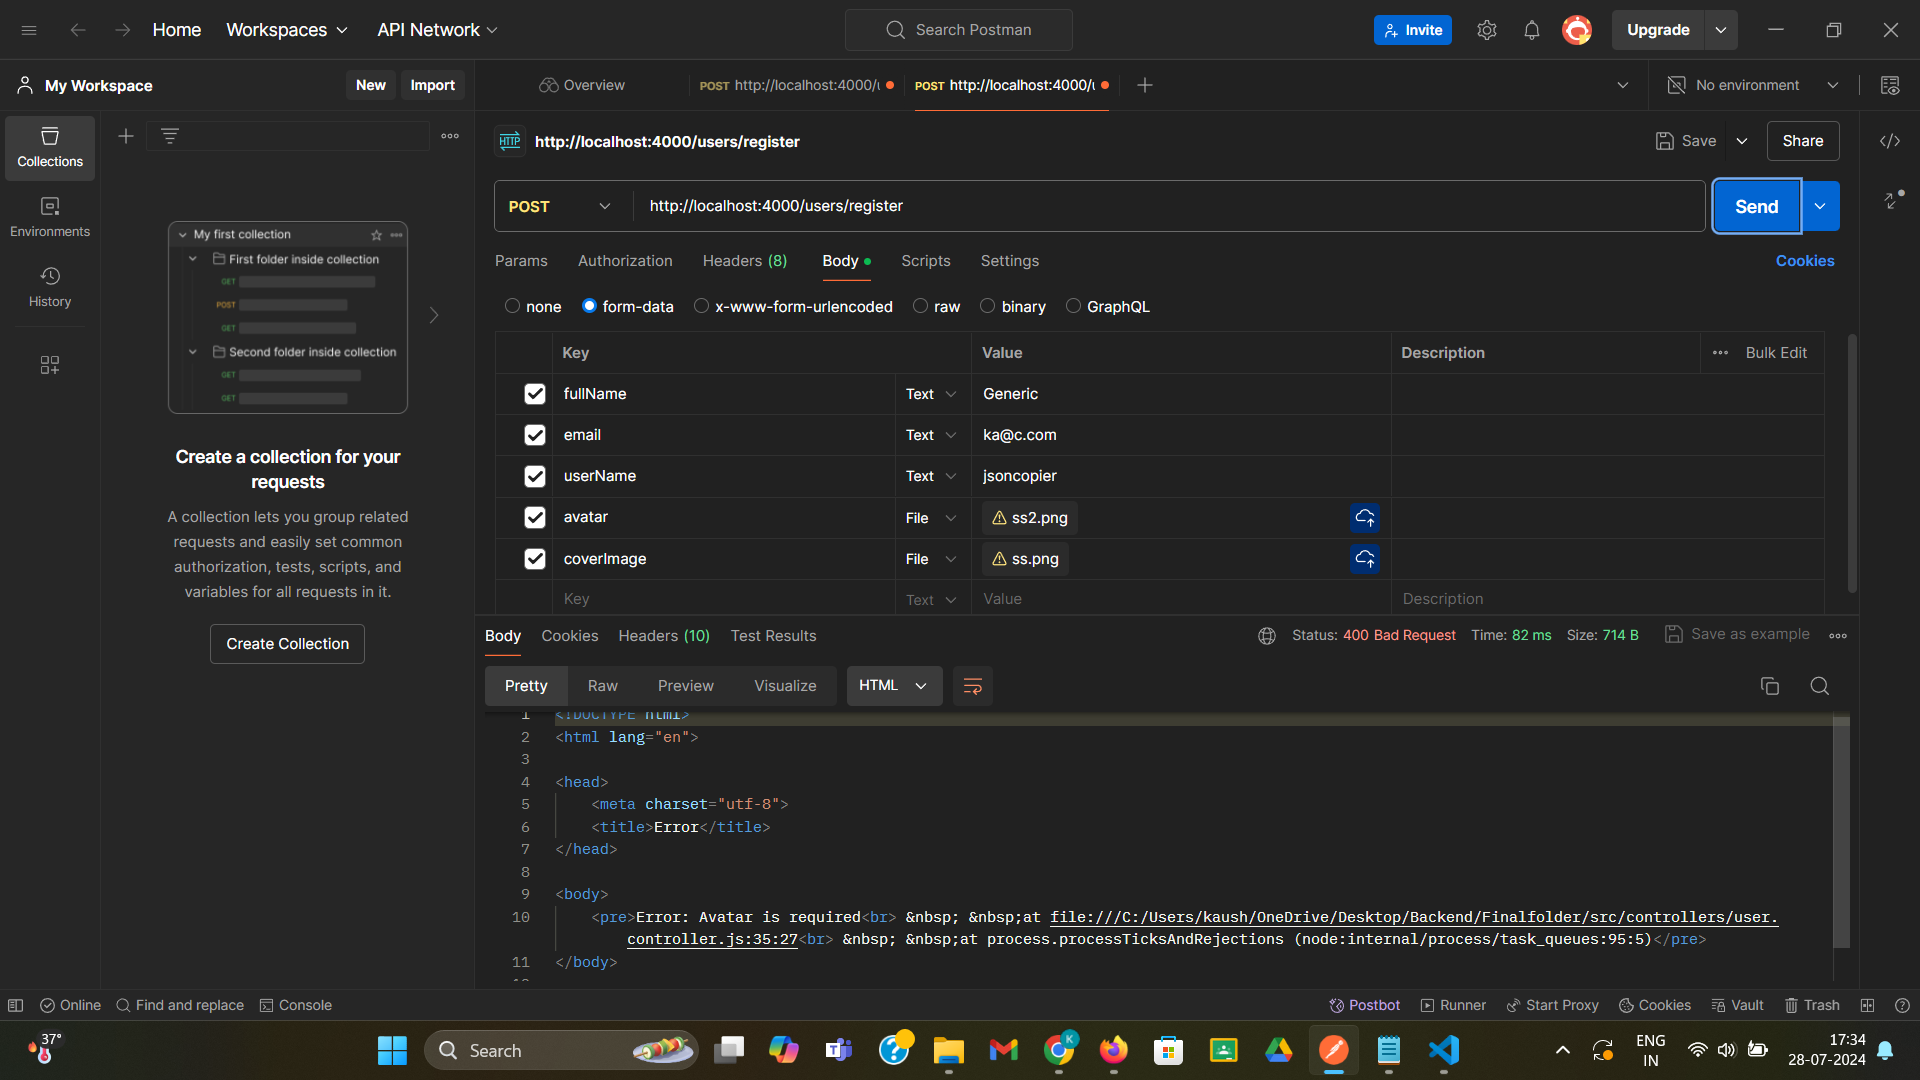 Home Workspaces API Network Search Postman Invite Upgrade
My Workspace New Import Overview POST http://localhost:4000/u POST http://localhost:4000/u No environment
Collections
Environments
History
My first collection
First folder inside collection
GET
POST
GET
Second folder inside collection
GET
GET
Create a collection for your
requests
A collection lets you group related
requests and easily set common
authorization, tests, scripts, and
variables for all requests in it.
Create Collection
HTTP http://localhost:4000/users/register Save Share
POST http://localhost:4000/users/register Send
Params Authorization Headers (8) Body Scripts Settings Cookies
none form-data x-www-form-urlencoded raw binary GraphQL
Key Value Description Bulk Edit
fullName Text Generic
email Text ka@c.com
userName Text jsoncopier
avatar File ss2.png
coverImage File ss.png
Key Text Value Description
Body Cookies Headers (10) Test Results Status: 400 Bad Request Time: 82 ms Size: 714 B Save as example
Pretty Raw Preview Visualize HTML
1 <!DOCTYPE html>
2 <html lang="en">
3
4 <head>
5 <meta charset="utf-8">
6 <title>Error</title>
7 </head>
8
9 <body>
10 <pre>Error: Avatar is required<br> &nbsp; &nbsp;at file:///C:/Users/kaush/OneDrive/Desktop/Backend/Finalfolder/src/controllers/user.
controller.js:35:27<br> &nbsp; &nbsp;at process.processTicksAndRejections (node:internal/process/task_queues:95:5)</pre>
11 </body>
Online Find and replace Console Postbot Runner Start Proxy Cookies Vault Trash
37° Search K ENG 17:34
IN 28-07-2024